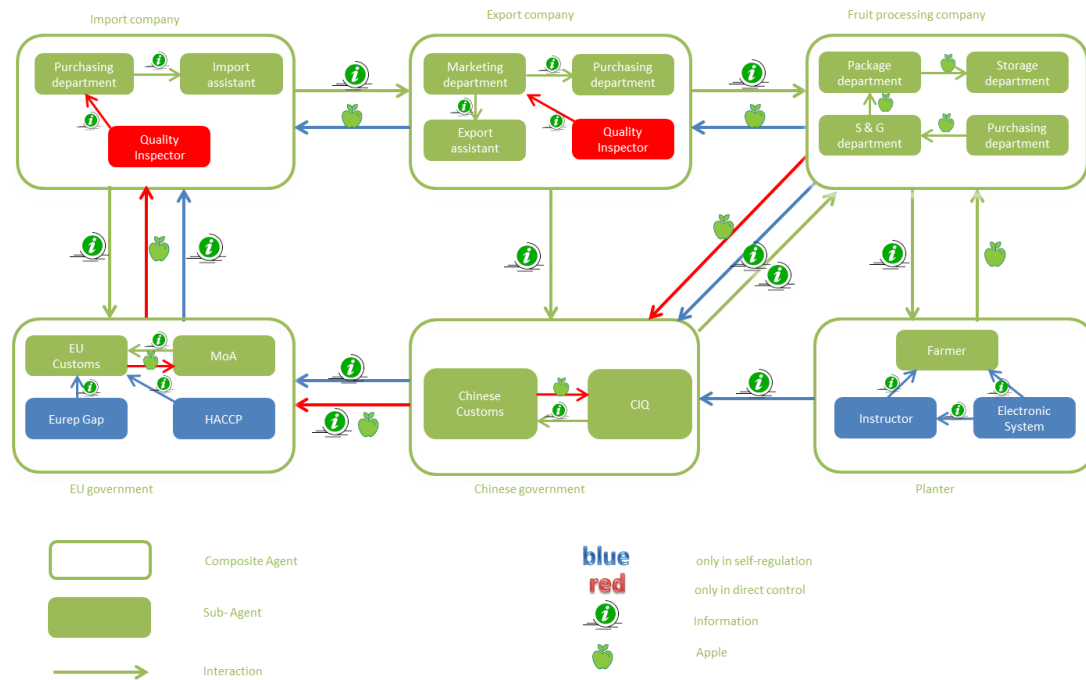 Import company
Export company
Fruit processing company
Purchasing
department
Import
assistant
Quality
Inspector
Marketing
department
Purchasing
department
Export
assistant
Quality
Inspector
Package
department
Storage
department
S & G
department
Purchasing
department
EU
Customs
MoA
Eurep Gap
HACCP
Chinese
Customs
CIQ
Farmer
Instructor
Electronic
System
EU government
Chinese government
Planter
Composite Agent
Sub- Agent
Interaction
blue
only in self-regulation
red
only in direct control
Information
Apple